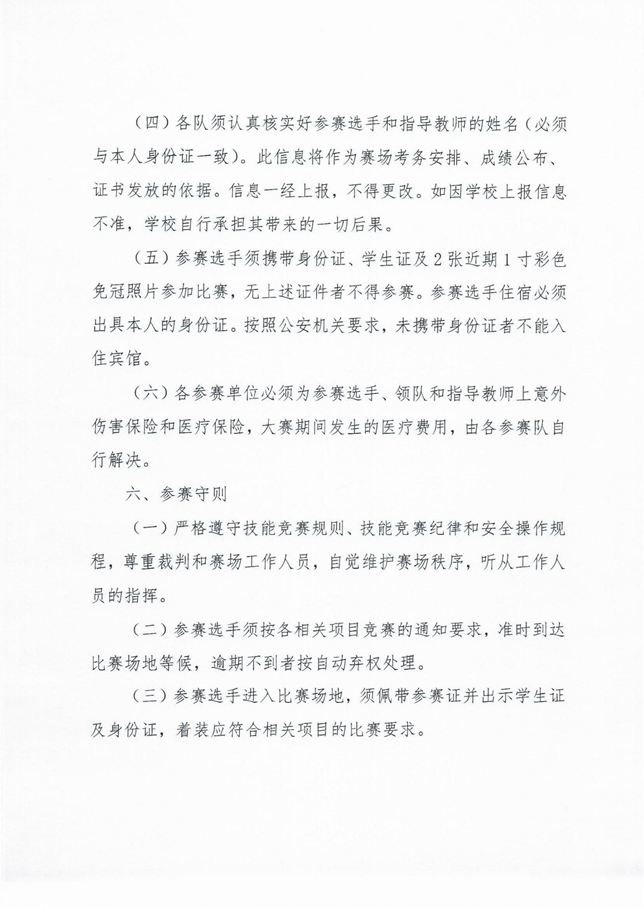 （四）各队须认真核实好参赛选手和指导教师的姓名（必须
与本人身份证一致）。此信息将作为赛场考务安排、成绩公布、
证书发放的依据。信息一经上报，不得更改。如因学校上报信息
不准，学校自行承担其带来的一切后果。
（五）参赛选手须携带身份证、学生证及2张近期1寸彩色
免冠照片参加比赛，无上述证件者不得参赛。参赛选手住宿必须
出具本人的身份证。按照公安机关要求，未携带身份证者不能入
住宾馆。
（六）各参赛单位必须为参赛选手、领队和指导教师上意外
伤害保险和医疗保险，大赛期间发生的医疗费用，由各参赛队自
行解决。
六、参赛守则
（一）严格遵守技能竞赛规则、技能竞赛纪律和安全操作规
程，尊重裁判和赛场工作人员，自觉维护赛场秩序，听从工作人
员的指挥。
（二）参赛选手须按各相关项目竞赛的通知要求，准时到达
比赛场地等候，逾期不到者按自动弃权处理。
（三）参赛选手进入比赛场地，须佩带参赛证并出示学生证
及身份证，着装应符合相关项目的比赛要求。